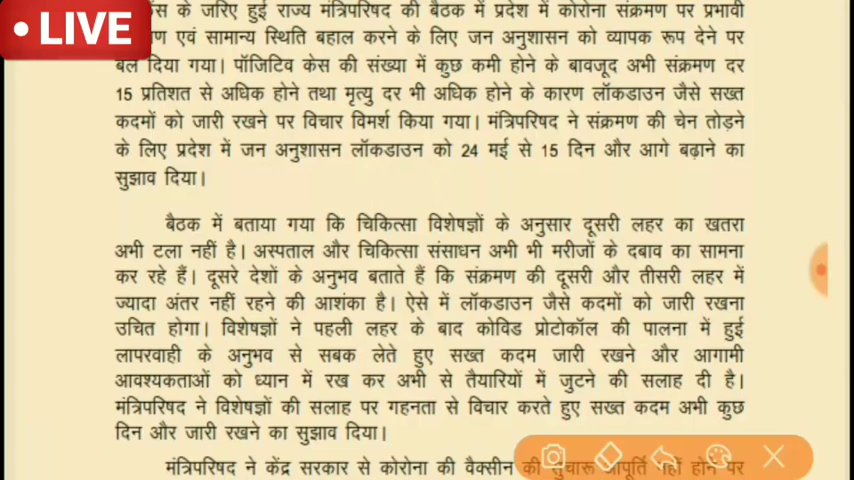 LIVE
के जरिए हुई राज्य मंत्रिपरिषद की बैठक में प्रदेश में कोरोना संक्रमण पर प्रभावी
एवं सामान्य स्थिति बहाल करने के लिए जन अनुशासन को व्यापक रूप देने पर
बल दिया गया। पॉजिटिव केस की संख्या में कुछ कमी होने के बावजूद अभी संक्रमण दर
15 प्रतिशत से अधिक होने तथा मृत्यु दर भी अधिक होने के कारण लॉकडाउन जैसे सख्त
कदमों को जारी रखने पर विचार विमर्श किया गया। मंत्रिपरिषद ने संक्रमण की चेन तोड़ने
के लिए प्रदेश में जन अनुशासन लॉकडाउन को 24 मई से 15 दिन और आगे बढ़ाने का
सुझाव दिया।
बैठक में बताया गया कि चिकित्सा विशेषज्ञों के अनुसार दूसरी लहर का खतरा
अभी टला नहीं है। अस्पताल और चिकित्सा संसाधन अभी भी मरीजों के दबाव का सामना
कर रहे हैं। दूसरे देशों के अनुभव बताते हैं कि संक्रमण की दूसरी और तीसरी लहर में
ज्यादा अंतर नहीं रहने की आशंका है। ऐसे में लॉकडाउन जैसे कदमों को जारी रखना
उचित होगा। विशेषज्ञों ने पहली लहर के बाद कोविड प्रोटोकॉल की पालना में हुई
लापरवाही के अनुभव से सबक लेते हुए सख्त कदम जारी रखने और आगामी
आवश्यकताओं को ध्यान में रख कर अभी से तैयारियों में जुटने की सलाह दी है।
मंत्रिपरिषद ने विशेषज्ञों की सलाह पर गहनता से विचार करते हुए सख्त कदम अभी कुछ
दिन और जारी रखने का सुझाव दिया।
मंत्रिपरिषद ने केंद्र सरकार से कोरोना की वैक्सीन की सुचारू आपूर्ति नहीं होने पर